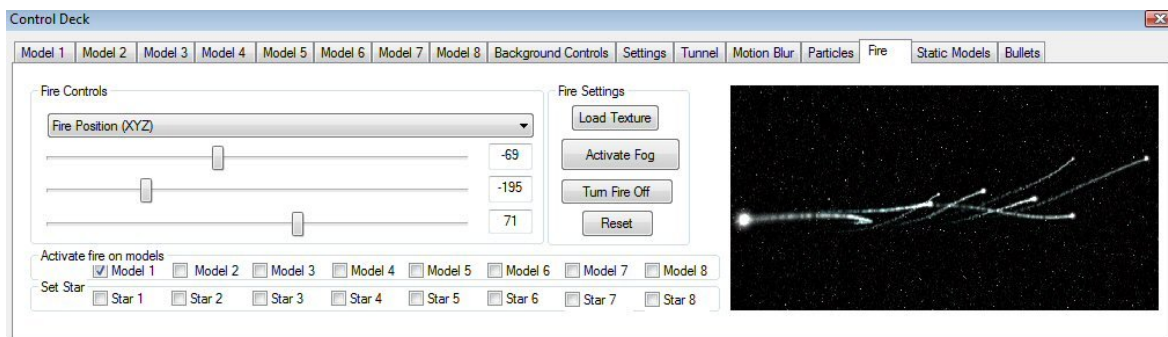 Control Deck
Model 1 Model 2 Model 3 Model 4 Model 5 Model 6 Model 7 Model 8 Background Controls Settings Tunnel Motion Blur Particles Fire Static Models Bullets
Fire Controls
Fire Position (XYZ)
-69
-195
71
Fire Settings
Load Texture
Activate Fog
Turn Fire Off
Reset
Activate fire on models
Model 1 Model 2 Model 3 Model 4 Model 5 Model 6 Model 7 Model 8
Set Star
Star 1 Star 2 Star 3 Star 4 Star 5 Star 6 Star 7 Star 8